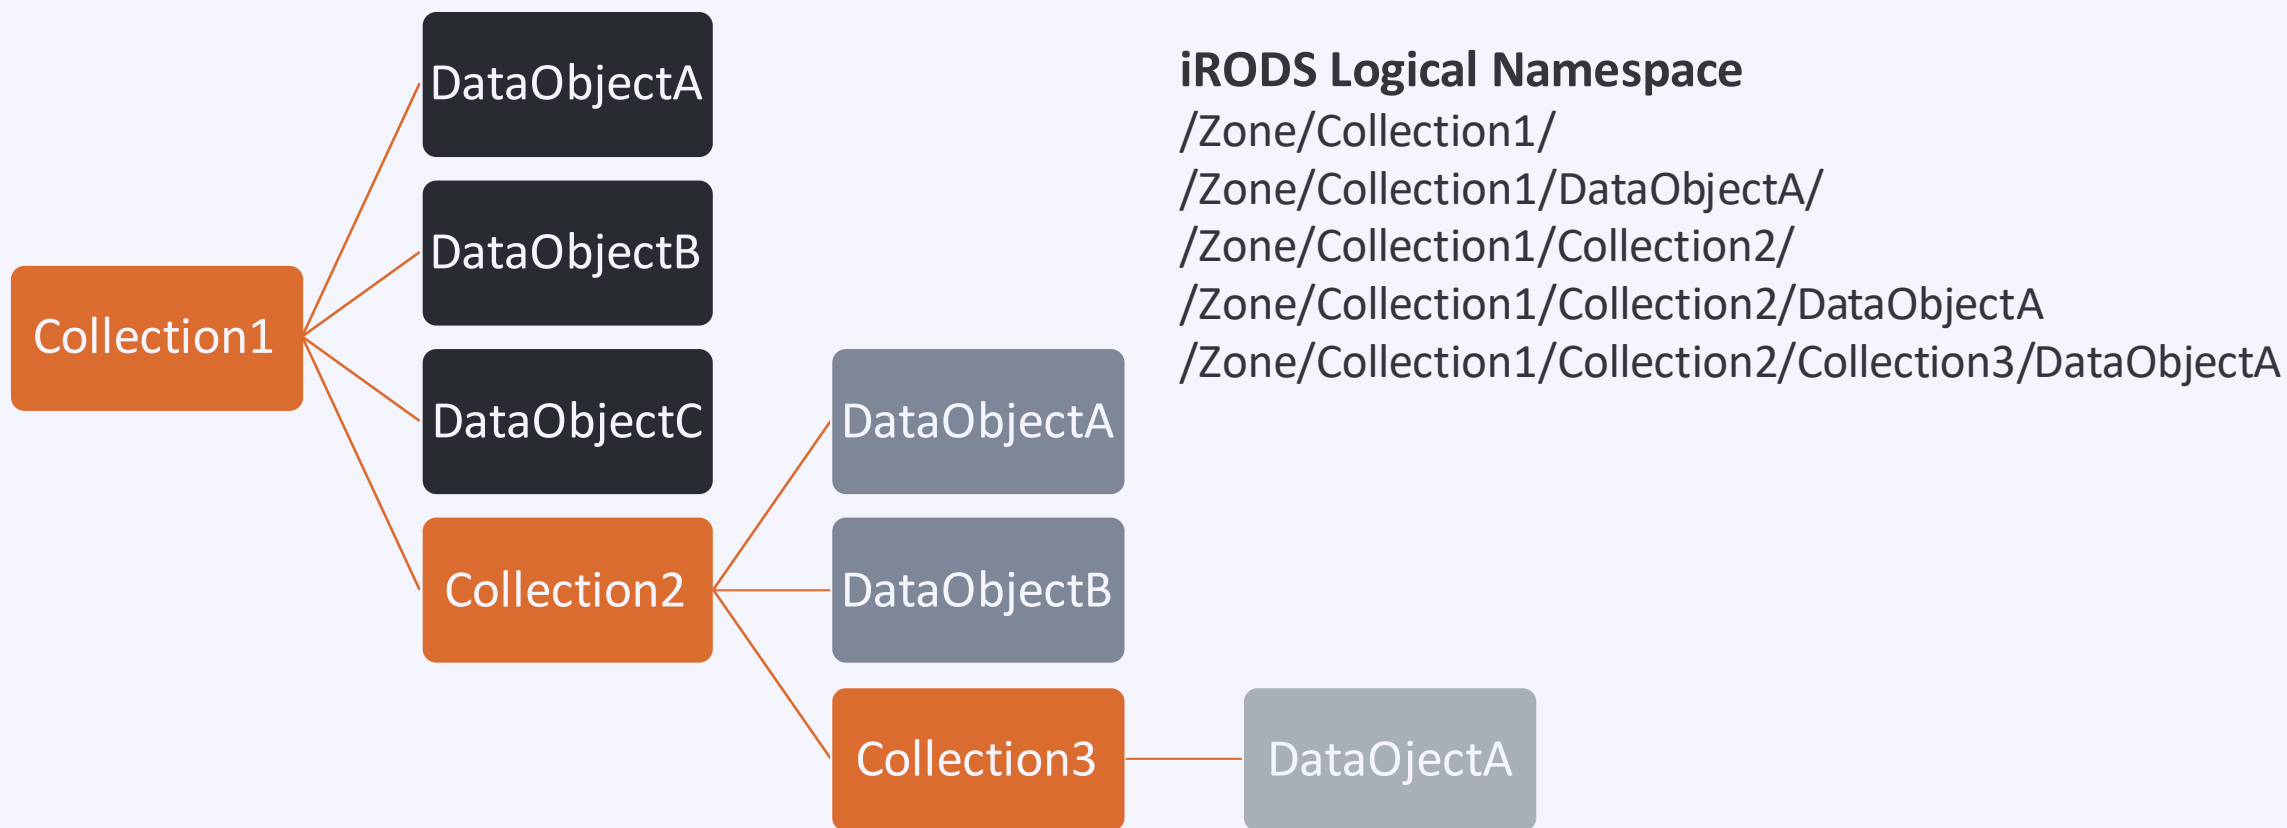 DataObjectA
DataObjectB
DataObjectC
Collection1
Collection2
DataObjectA
DataObjectB
Collection3
DataOjectA
iRODS Logical Namespace
/Zone/Collection1/
/Zone/Collection1/DataObjectA/
/Zone/Collection1/Collection2/
/Zone/Collection1/Collection2/DataObjectA
/Zone/Collection1/Collection2/Collection3/DataObjectA